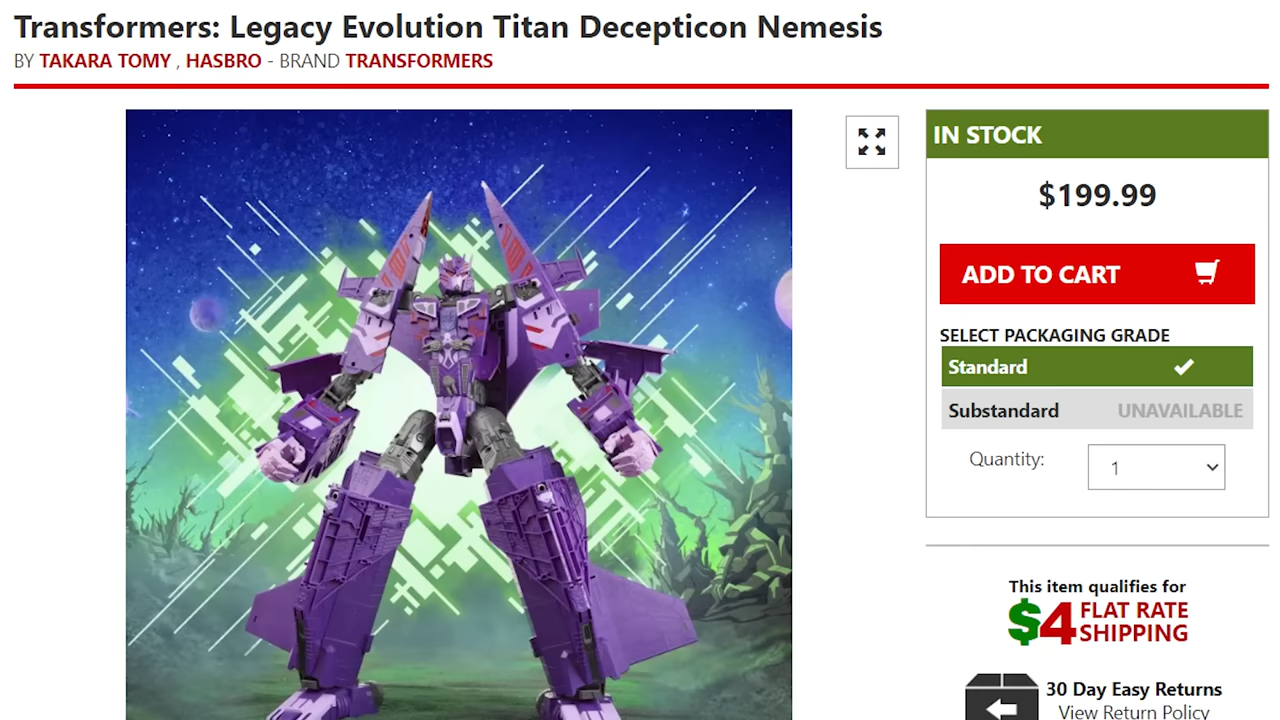 Transformers: Legacy Evolution Titan Decepticon Nemesis
BY TAKARA TOMY , HASBRO - BRAND TRANSFORMERS
IN STOCK
$199.99
ADD TO CART
SELECT PACKAGING GRADE
Standard
Substandard UNAVAILABLE
Quantity: 1
This item qualifies for
$4 FLAT RATE
SHIPPING
30 Day Easy Returns
View Return Policy